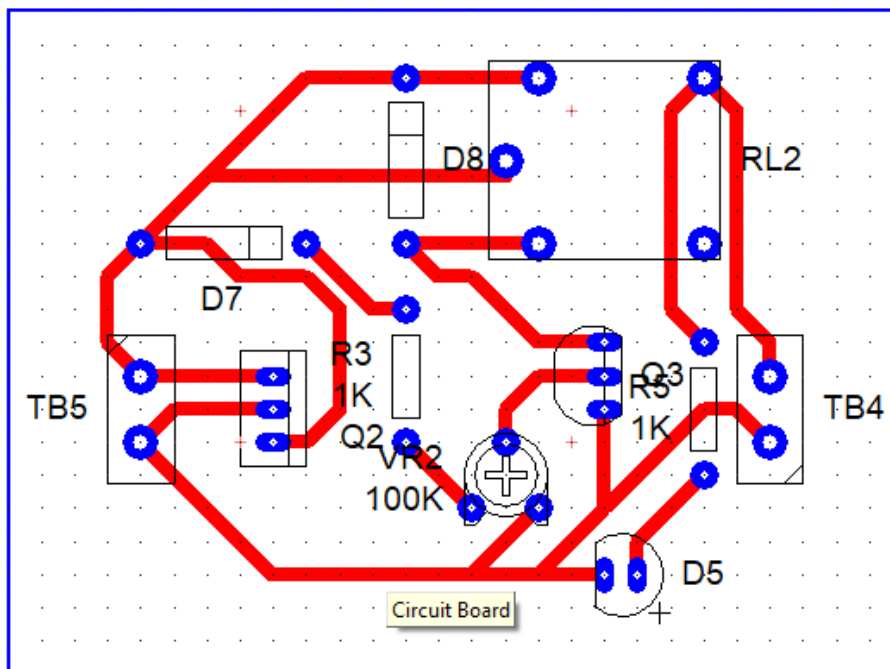 D8
RL2
D7
R3
1K
Q3
R5
1K
TB5
TB4
Q2
VR2
100K
D5
Circuit Board